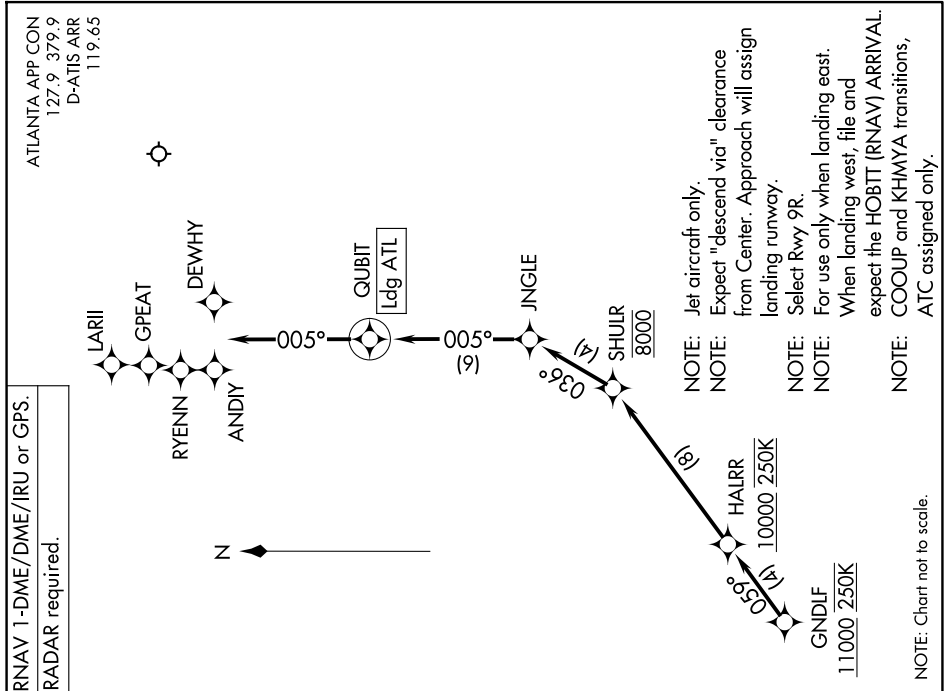 RNAV 1-DME/DME/IRU or GPS.
RADAR required.
ATLANTA APP CON
127.9 379.9
D-ATIS ARR
119.65
LARII
GPEAT
RYENN
ANDIY
DEWHY
005°
QUBIT
Ldg ATL
005°
(9)
JNGLE
(4)
036°
SHULR
8000
(8)
HALRR
10000 250K
059°
(4)
GNDLF
11000 250K
N
NOTE: Jet aircraft only.
NOTE: Expect "descend via" clearance
from Center. Approach will assign
landing runway.
NOTE: Select Rwy 9R.
NOTE: For use only when landing east.
When landing west, file and
expect the HOBTT (RNAV) ARRIVAL.
NOTE: COOUP and KHMYA transitions,
ATC assigned only.
NOTE: Chart not to scale.